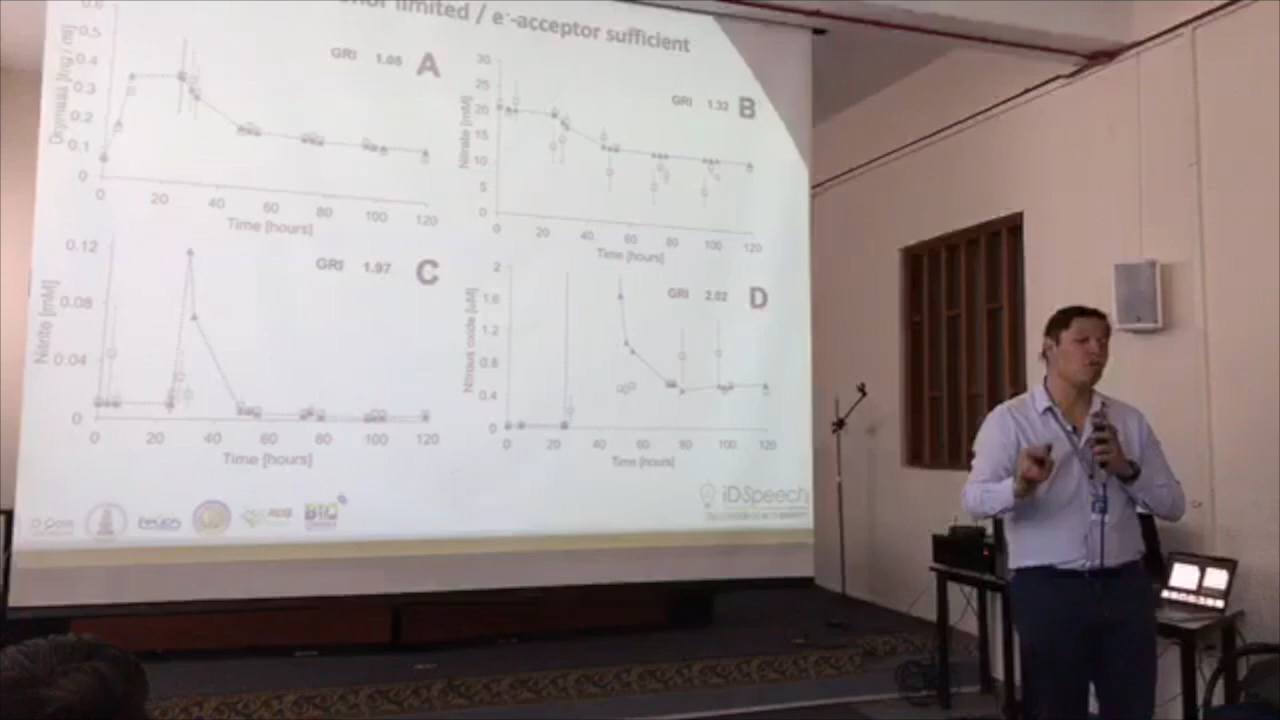 limited / e⁻-acceptor sufficient
GRI 1.05 A
0.5
0.4
0.3
0.2
0.1
0
0 20 40 60 80 100 120
Time [hours]
GRI 1.32 B
Nitrate [mM]
30
25
20
15
10
5
0
0 20 40 60 80 100 120
Time [hours]
GRI 1.97 C
Nitrite [mM]
0.12
0.08
0.04
0
0 20 40 60 80 100 120
Time [hours]
GRI 2.02 D
Nitrous oxide [uM]
2
1.6
1.2
0.8
0.4
0
0 20 40 60 80 100 120
Time [hours]
iDSpeech